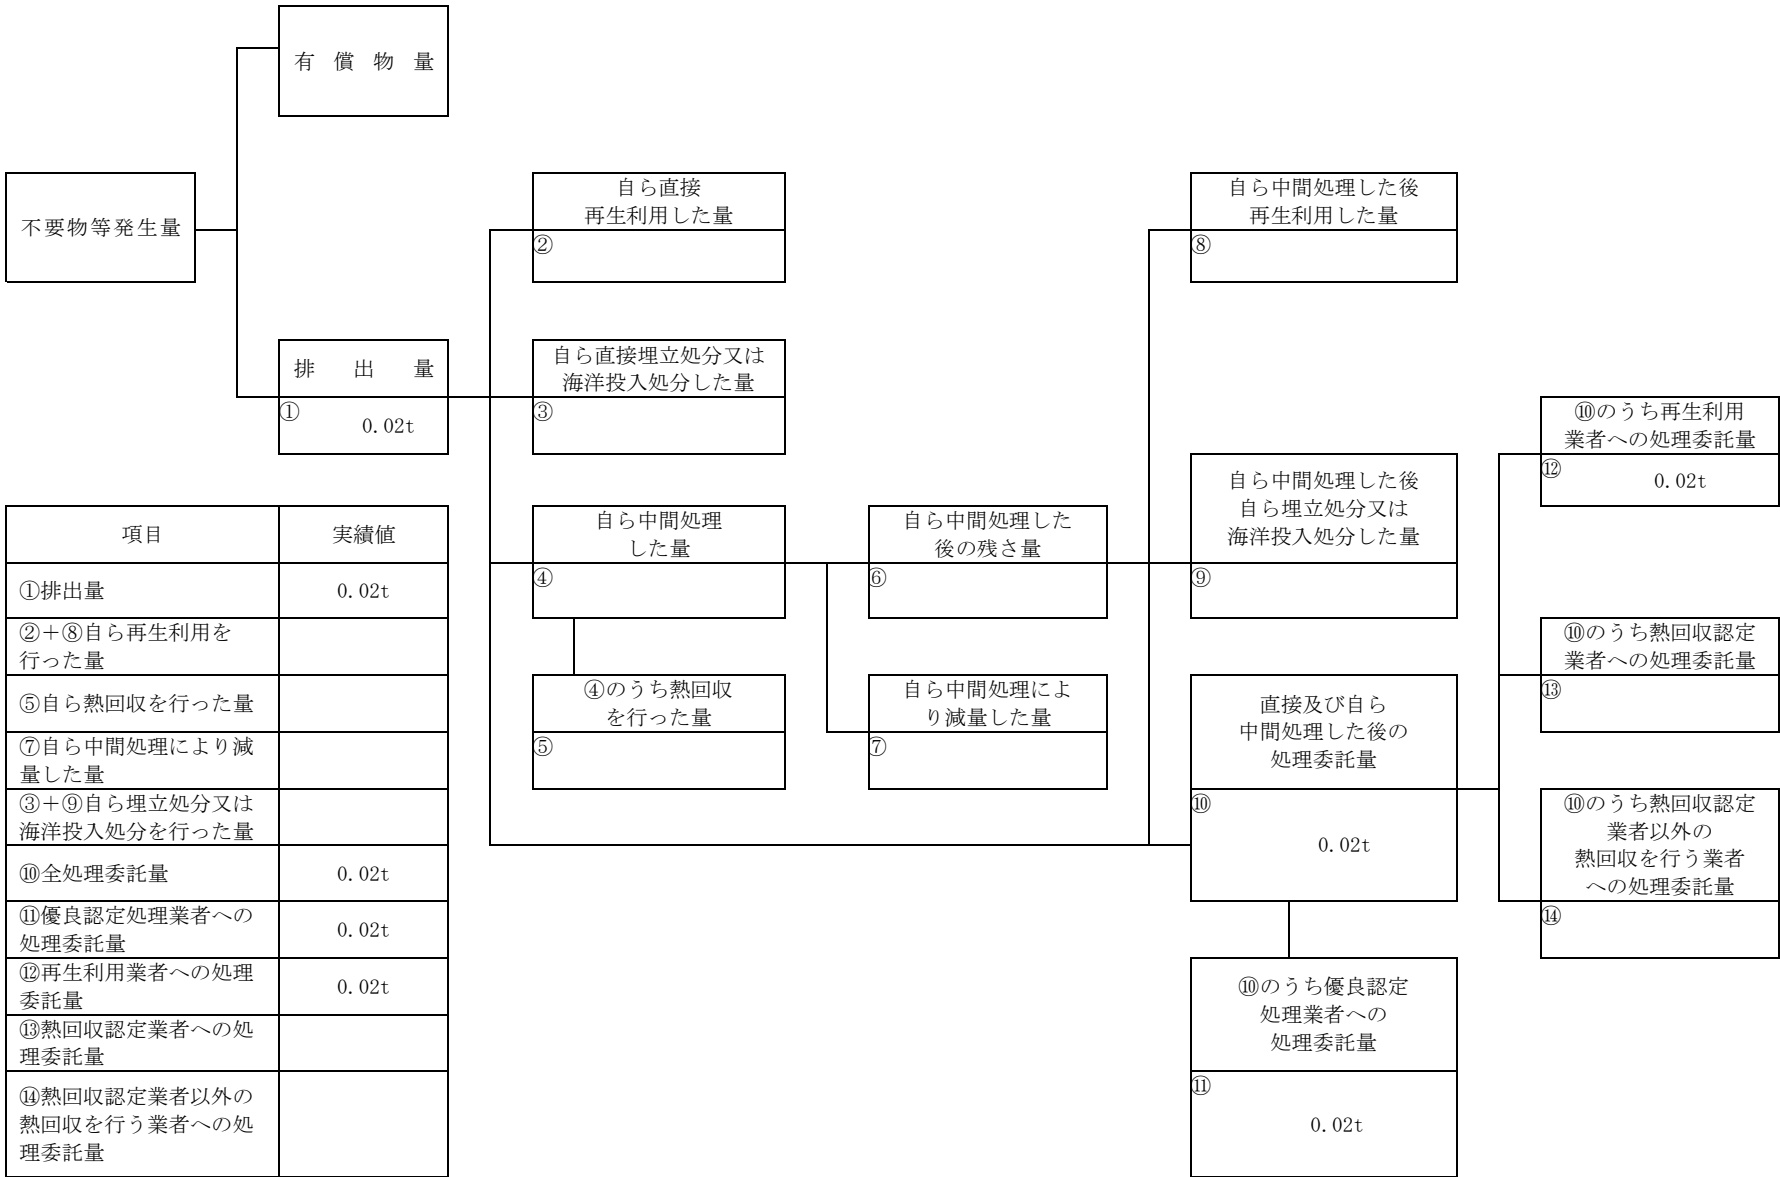 有償物量
不要物等発生量
排出量
①
0.02t
自ら直接
再生利用した量
②
自ら直接埋立処分又は
海洋投入処分した量
③
自ら中間処理
した量
④
④のうち熱回収
を行った量
⑤
自ら中間処理した
後の残さ量
⑥
自ら中間処理によ
り減量した量
⑦
自ら中間処理した後
再生利用した量
⑧
自ら中間処理した後
自ら埋立処分又は
海洋投入処分した量
⑨
直接及び自ら
中間処理した後の
処理委託量
⑩
0.02t
⑩のうち優良認定
処理業者への
処理委託量
⑪
0.02t
⑩のうち再生利用
業者への処理委託量
⑫
0.02t
⑩のうち熱回収認定
業者への処理委託量
⑬
⑩のうち熱回収認定
業者以外の
熱回収を行う業者
への処理委託量
⑭
項目 実績値
①排出量 0.02t
②＋⑧自ら再生利用を
行った量
⑤自ら熱回収を行った量
⑦自ら中間処理により減
量した量
③＋⑨自ら埋立処分又は
海洋投入処分を行った量
⑩全処理委託量 0.02t
⑪優良認定処理業者への
処理委託量 0.02t
⑫再生利用業者への処理
委託量 0.02t
⑬熱回収認定業者への処
理委託量
⑭熱回収認定業者以外の
熱回収を行う業者への処
理委託量